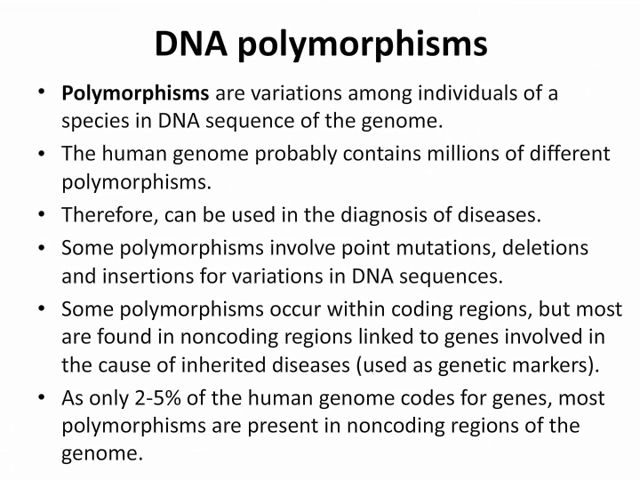 DNA polymorphisms
• Polymorphisms are variations among individuals of a
species in DNA sequence of the genome.
• The human genome probably contains millions of different
polymorphisms.
• Therefore, can be used in the diagnosis of diseases.
• Some polymorphisms involve point mutations, deletions
and insertions for variations in DNA sequences.
• Some polymorphisms occur within coding regions, but most
are found in noncoding regions linked to genes involved in
the cause of inherited diseases (used as genetic markers).
• As only 2-5% of the human genome codes for genes, most
polymorphisms are present in noncoding regions of the
genome.